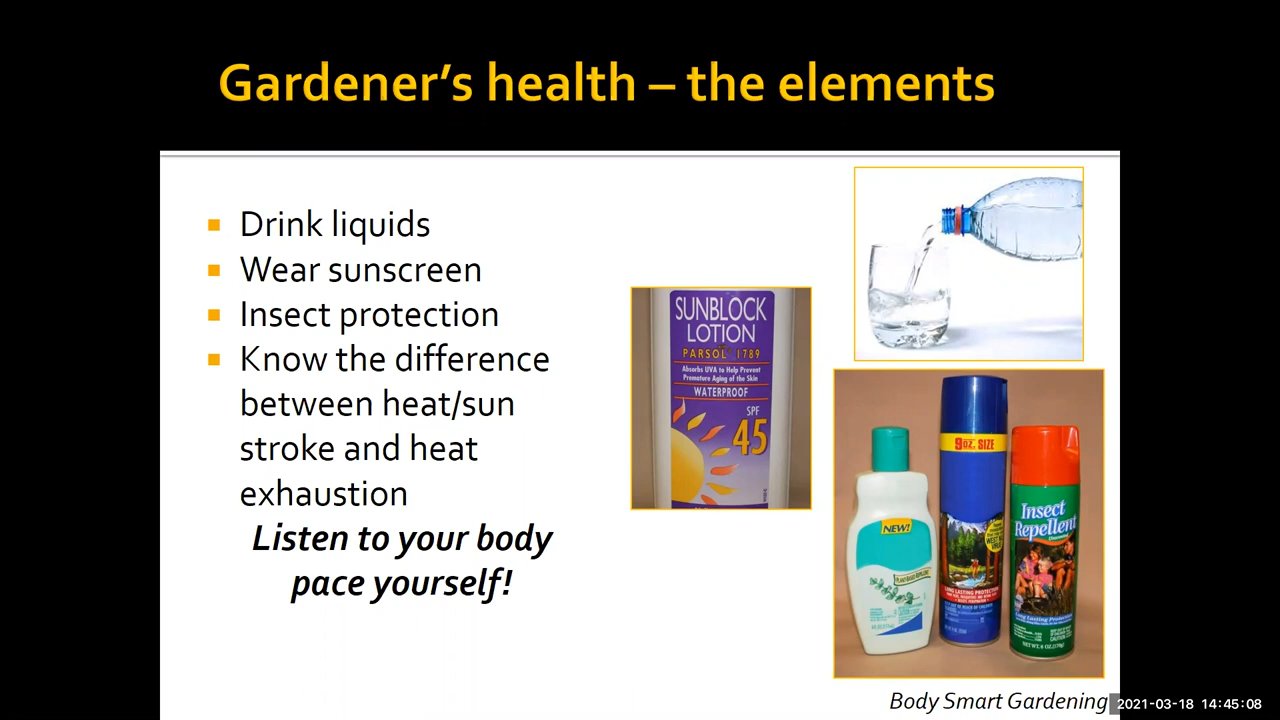 Gardener's health – the elements
Drink liquids
Wear sunscreen
Insect protection
Know the difference
between heat/sun
stroke and heat
exhaustion
Listen to your body
pace yourself!
SUNBLOCK
LOTION
PARSOL 1789
Absorbs UVA to Help Prevent
Premature Aging of the Skin
WATERPROOF
SPF
45
9oz. SIZE
NEW!
Insect
Repellent
Body Smart Gardening
2021-03-18 14:45:08